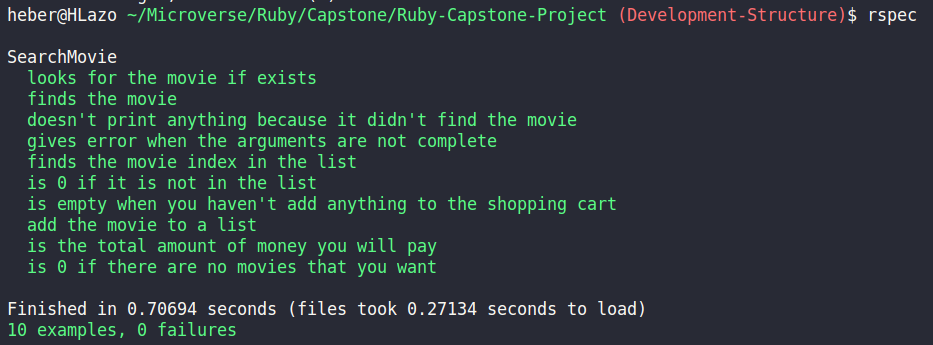 heber@HLazo ~/Microverse/Ruby/Capstone/Ruby-Capstone-Project (Development-Structure)$ rspec
SearchMovie
looks for the movie if exists
finds the movie
doesn't print anything because it didn't find the movie
gives error when the arguments are not complete
finds the movie index in the list
is 0 if it is not in the list
is empty when you haven't add anything to the shopping cart
add the movie to a list
is the total amount of money you will pay
is 0 if there are no movies that you want
Finished in 0.70694 seconds (files took 0.27134 seconds to load)
10 examples, 0 failures